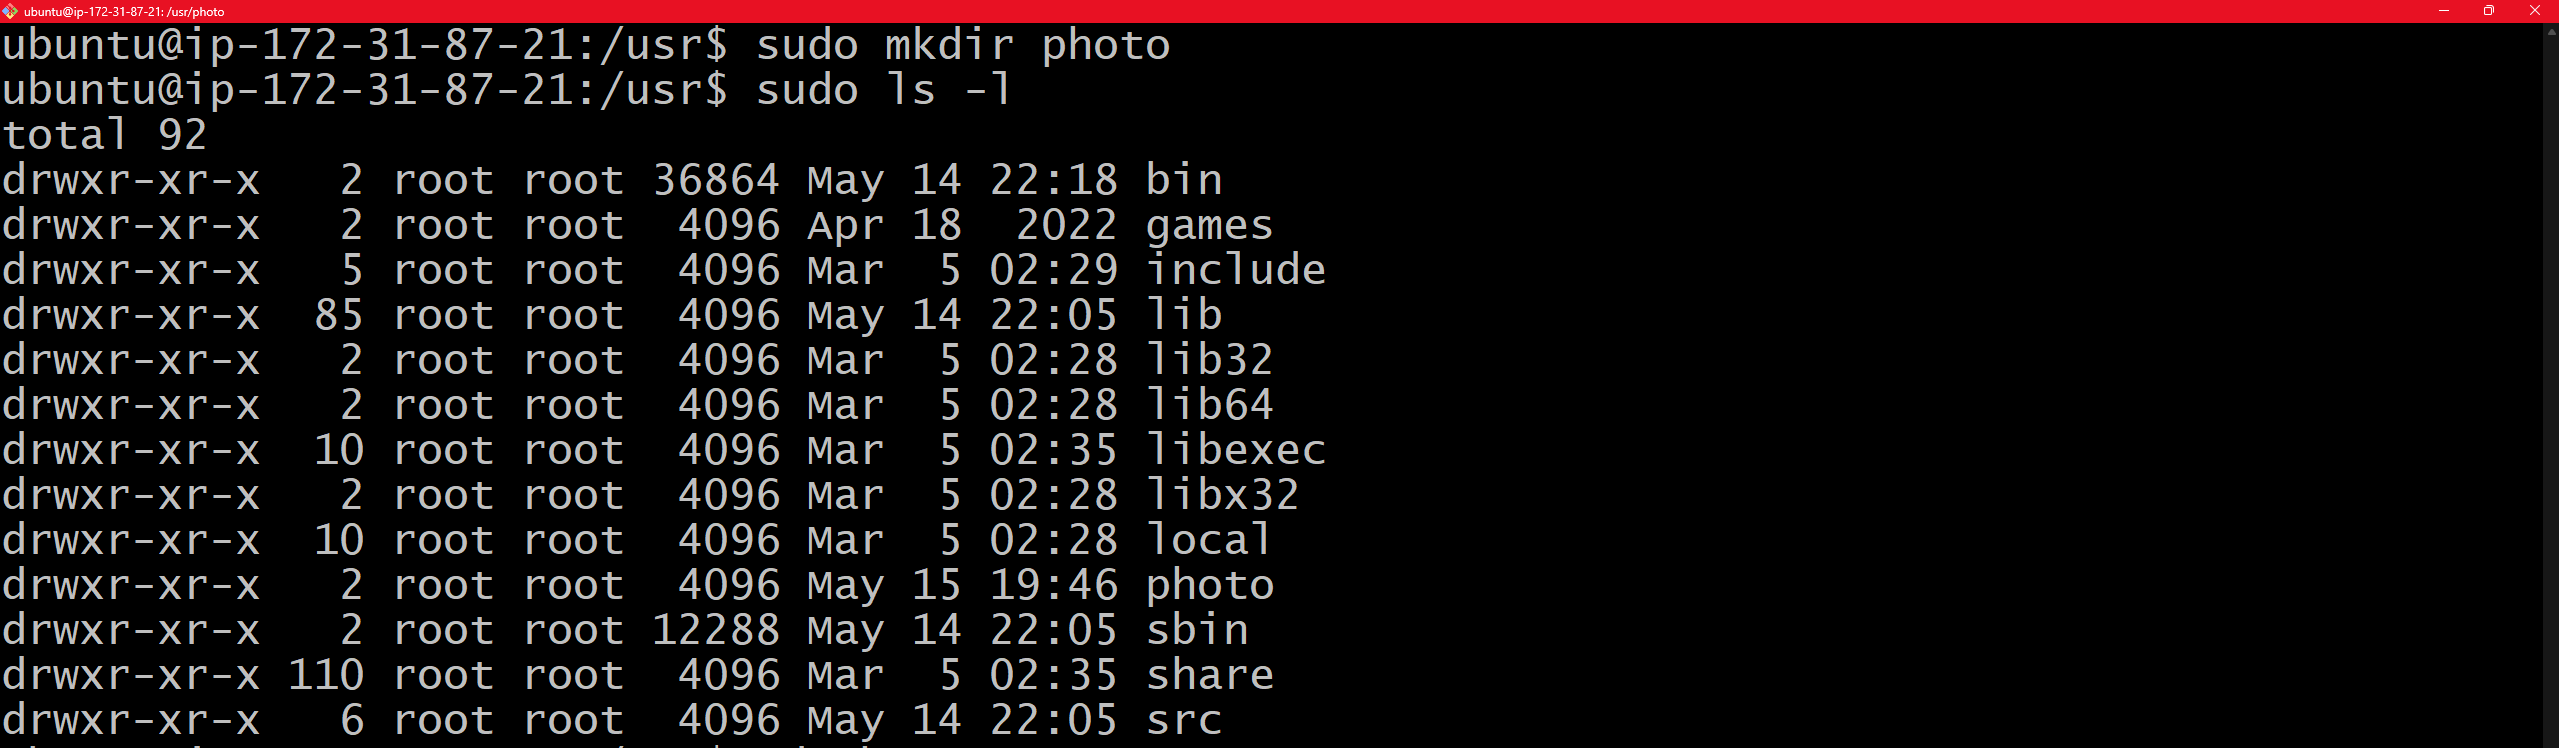 ubuntu@ip-172-31-87-21: /usr/photo
ubuntu@ip-172-31-87-21:/usr$ sudo mkdir photo
ubuntu@ip-172-31-87-21:/usr$ sudo ls -l
total 92
drwxr-xr-x   2 root root 36864 May 14 22:18 bin
drwxr-xr-x   2 root root  4096 Apr 18  2022 games
drwxr-xr-x   5 root root  4096 Mar  5 02:29 include
drwxr-xr-x  85 root root  4096 May 14 22:05 lib
drwxr-xr-x   2 root root  4096 Mar  5 02:28 lib32
drwxr-xr-x   2 root root  4096 Mar  5 02:28 lib64
drwxr-xr-x  10 root root  4096 Mar  5 02:35 libexec
drwxr-xr-x   2 root root  4096 Mar  5 02:28 libx32
drwxr-xr-x  10 root root  4096 Mar  5 02:28 local
drwxr-xr-x   2 root root  4096 May 15 19:46 photo
drwxr-xr-x   2 root root 12288 May 14 22:05 sbin
drwxr-xr-x 110 root root  4096 Mar  5 02:35 share
drwxr-xr-x   6 root root  4096 May 14 22:05 src